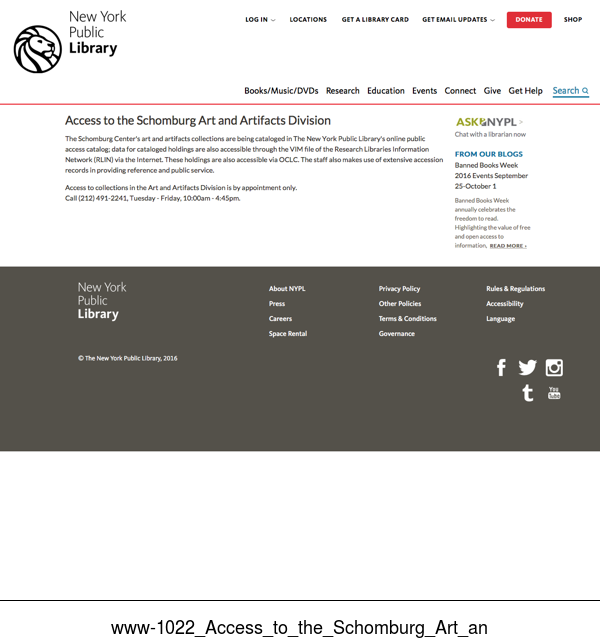 New York
Public
Library
LOG IN
LOCATIONS
GET A LIBRARY CARD
GET EMAIL UPDATES
DONATE
SHOP
Books/Music/DVDs
Research
Education
Events
Connect
Give
Get Help
Search
Access to the Schomburg Art and Artifacts Division
The Schomburg Center's art and artifacts collections are being cataloged in The New York Public Library's online public
access catalog; data for cataloged holdings are also accessible through the VIM file of the Research Libraries Information
Network (RLIN) via the Internet. These holdings are also accessible via OCLC. The staff also makes use of extensive accession
records in providing reference and public service.
Access to collections in the Art and Artifacts Division is by appointment only.
Call (212) 491-2241, Tuesday - Friday, 10:00am - 4:45pm.
ASK NYPL >
Chat with a librarian now
FROM OUR BLOGS
Banned Books Week
2016 Events September
25-October 1
Banned Books Week
annually celebrates the
freedom to read.
Highlighting the value of free
and open access to
information. READ MORE ›
New York
Public
Library
About NYPL
Press
Careers
Space Rental
Privacy Policy
Other Policies
Terms & Conditions
Governance
Rules & Regulations
Accessibility
Language
© The New York Public Library, 2016
You
Tube
www-1022_Access_to_the_Schomburg_Art_an